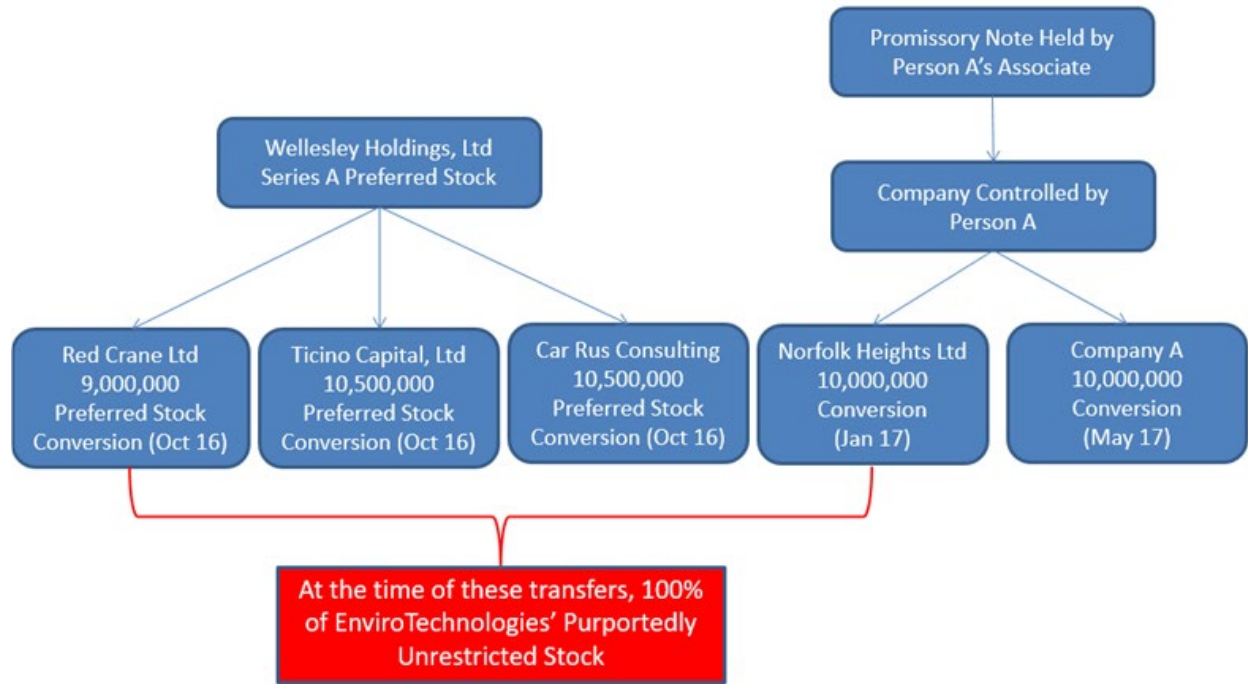 Promissory Note Held by
Person A's Associate
Wellesley Holdings, Ltd
Series A Preferred Stock
Company Controlled by
Person A
Red Crane Ltd
9,000,000
Preferred Stock
Conversion (Oct 16)
Ticino Capital, Ltd
10,500,000
Preferred Stock
Conversion (Oct 16)
Car Rus Consulting
10,500,000
Preferred Stock
Conversion (Oct 16)
Norfolk Heights Ltd
10,000,000
Conversion
(Jan 17)
Company A
10,000,000
Conversion
(May 17)
At the time of these transfers, 100%
of EnviroTechnologies' Purportedly
Unrestricted Stock